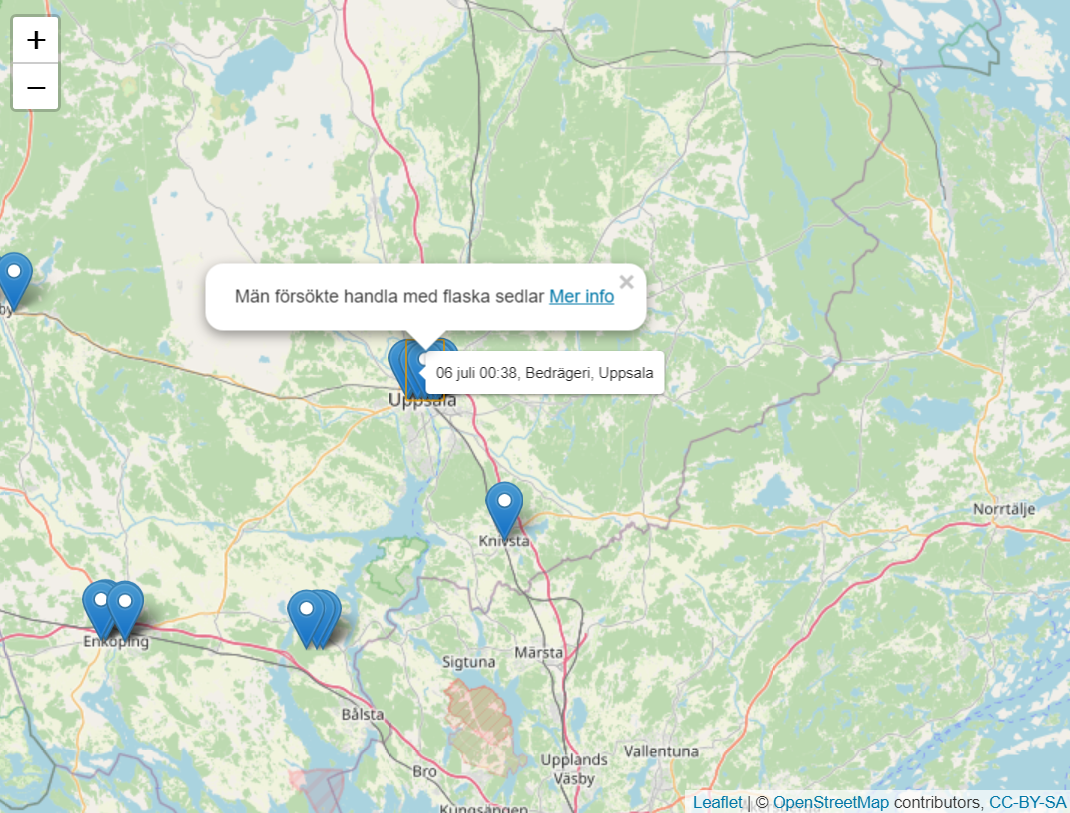 +
−
Män försökte handla med flaska sedlar Mer info
×
by
06 juli 00:38, Bedrägeri, Uppsala
Uppsala
Norrtälje
Knivsta
Enköping
Märsta
Sigtuna
Bålsta
Vallentuna
Upplands
Väsby
Bro
Kungsängen
Leaflet | © OpenStreetMap contributors, CC-BY-SA